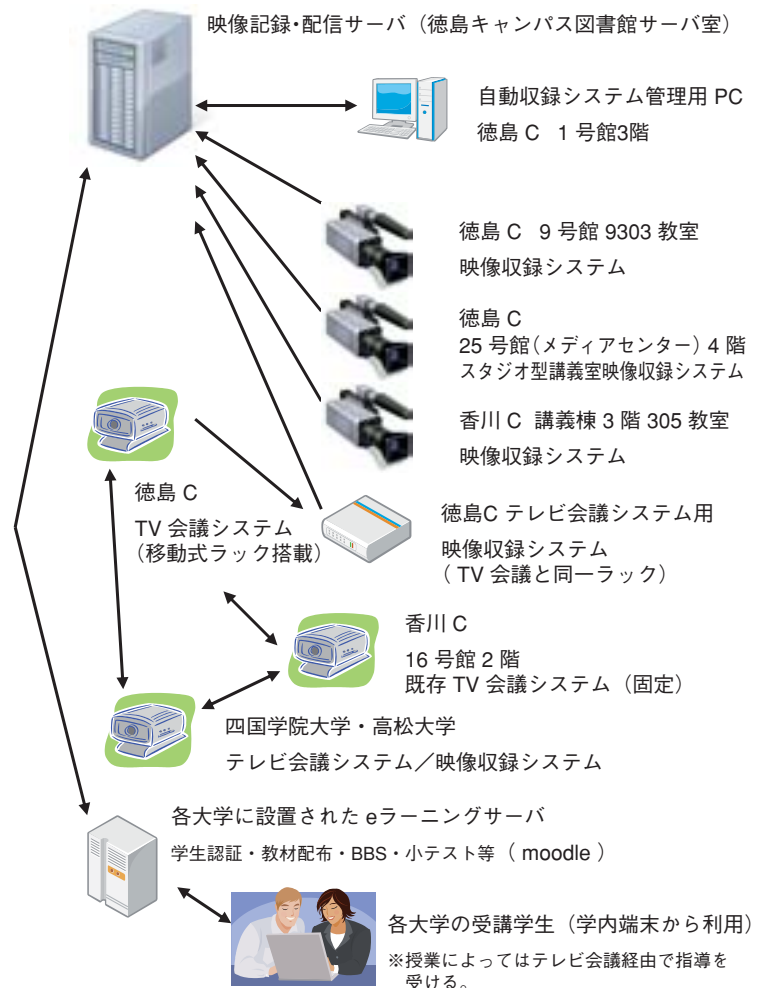 映像記録・配信サーバ（徳島キャンパス図書館サーバ室）
自動収録システム管理用 PC
徳島 C 1 号館3階
徳島 C 9 号館 9303 教室
映像収録システム
徳島 C
25 号館（メディアセンター）4 階
スタジオ型講義室映像収録システム
香川 C 講義棟 3 階 305 教室
映像収録システム
徳島 C
TV 会議システム
（移動式ラック搭載）
徳島C テレビ会議システム用
映像収録システム
（ TV 会議と同一ラック）
香川 C
16 号館 2 階
既存 TV 会議システム（固定）
四国学院大学・高松大学
テレビ会議システム／映像収録システム
各大学に設置された eラーニングサーバ
学生認証・教材配布・BBS・小テスト等（ moodle ）
各大学の受講学生（学内端末から利用）
※授業によってはテレビ会議経由で指導を
受ける。